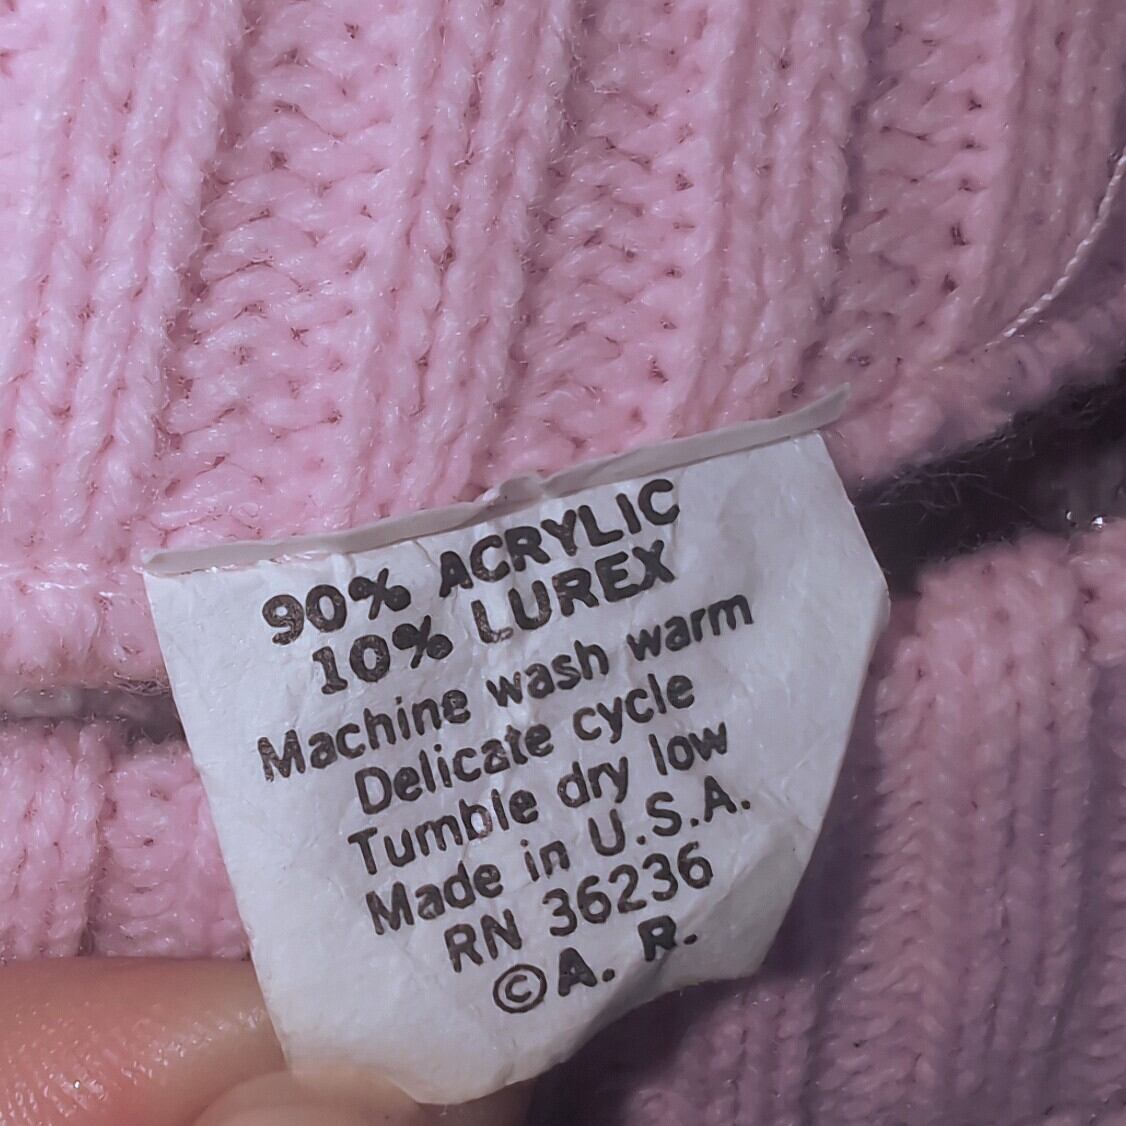 90% ACRYLIC
10% LUREX
Machine wash warm
Delicate cycle
Tumble dry low
Made in U.S.A.
RN 36236
©A. R.